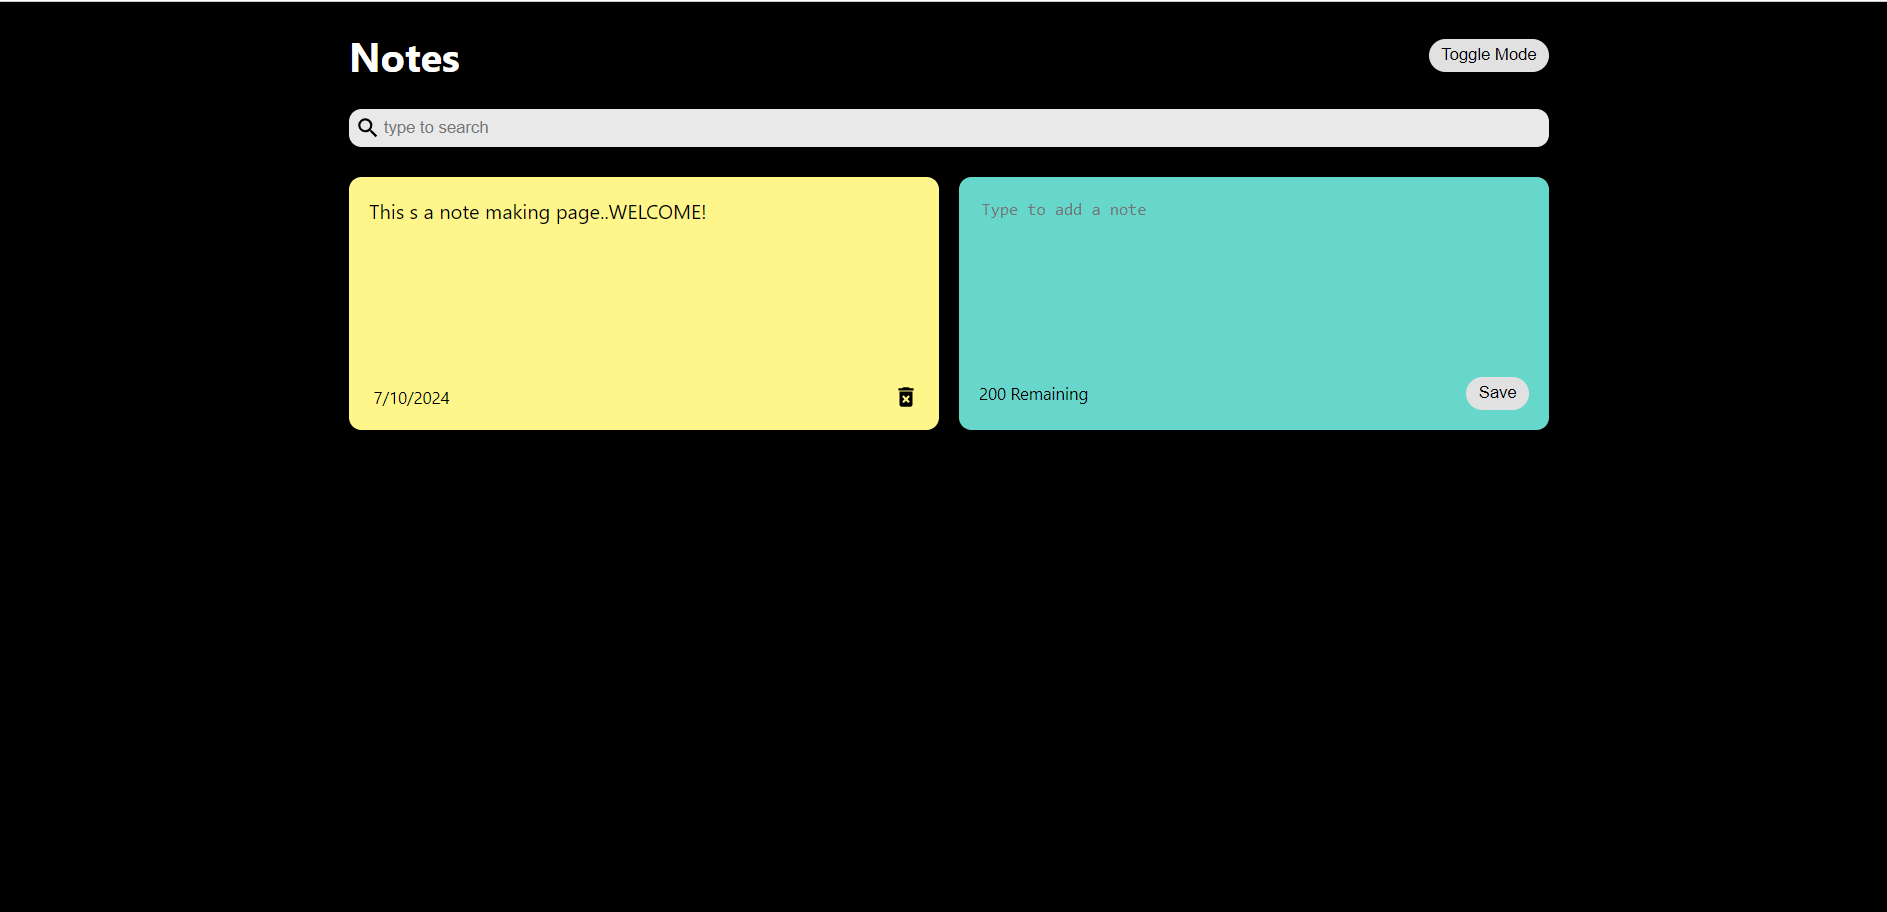 Notes
Toggle Mode
type to search
This s a note making page..WELCOME!
Type to add a note
7/10/2024
200 Remaining
Save